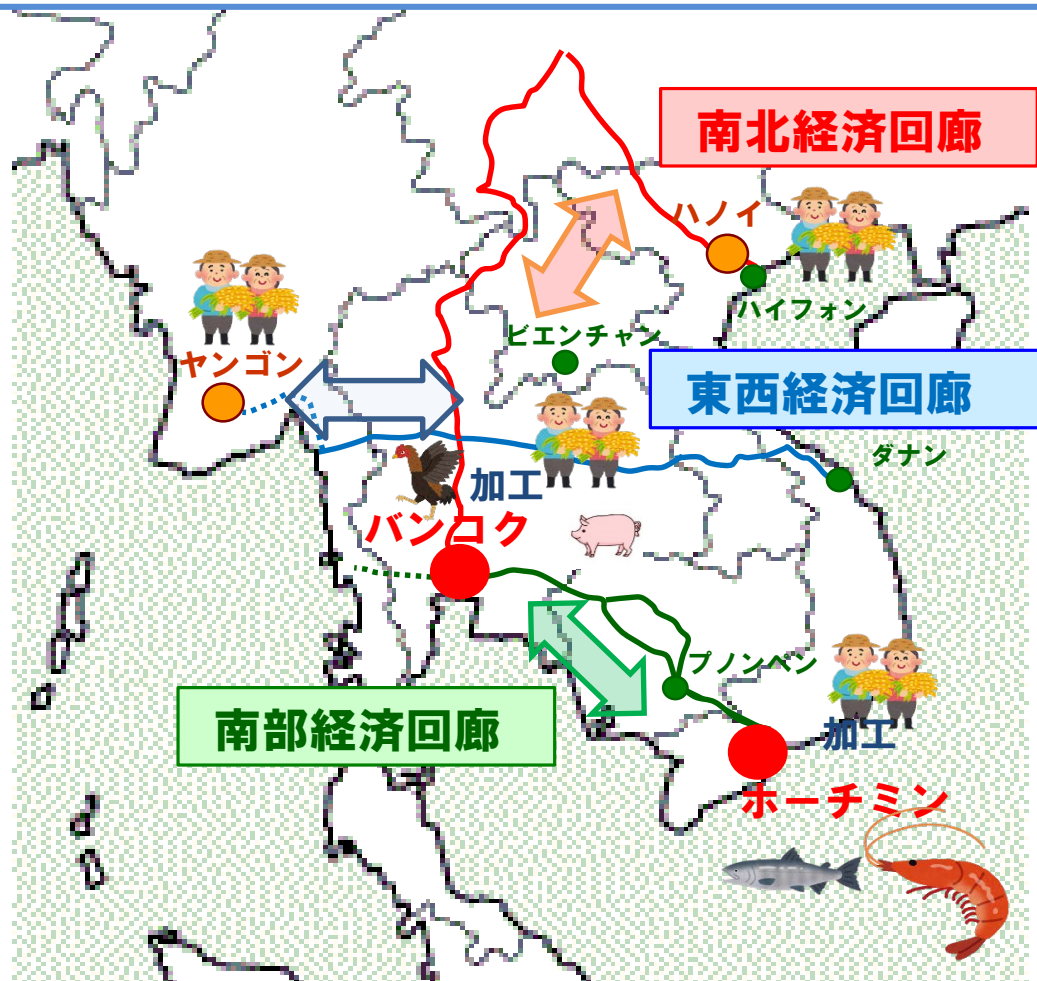 南北経済回廊
ハノイ
ハイフォン
ビエンチャン
ヤンゴン
東西経済回廊
ダナン
加工
バンコク
プノンペン
南部経済回廊
加工
ホーチミン